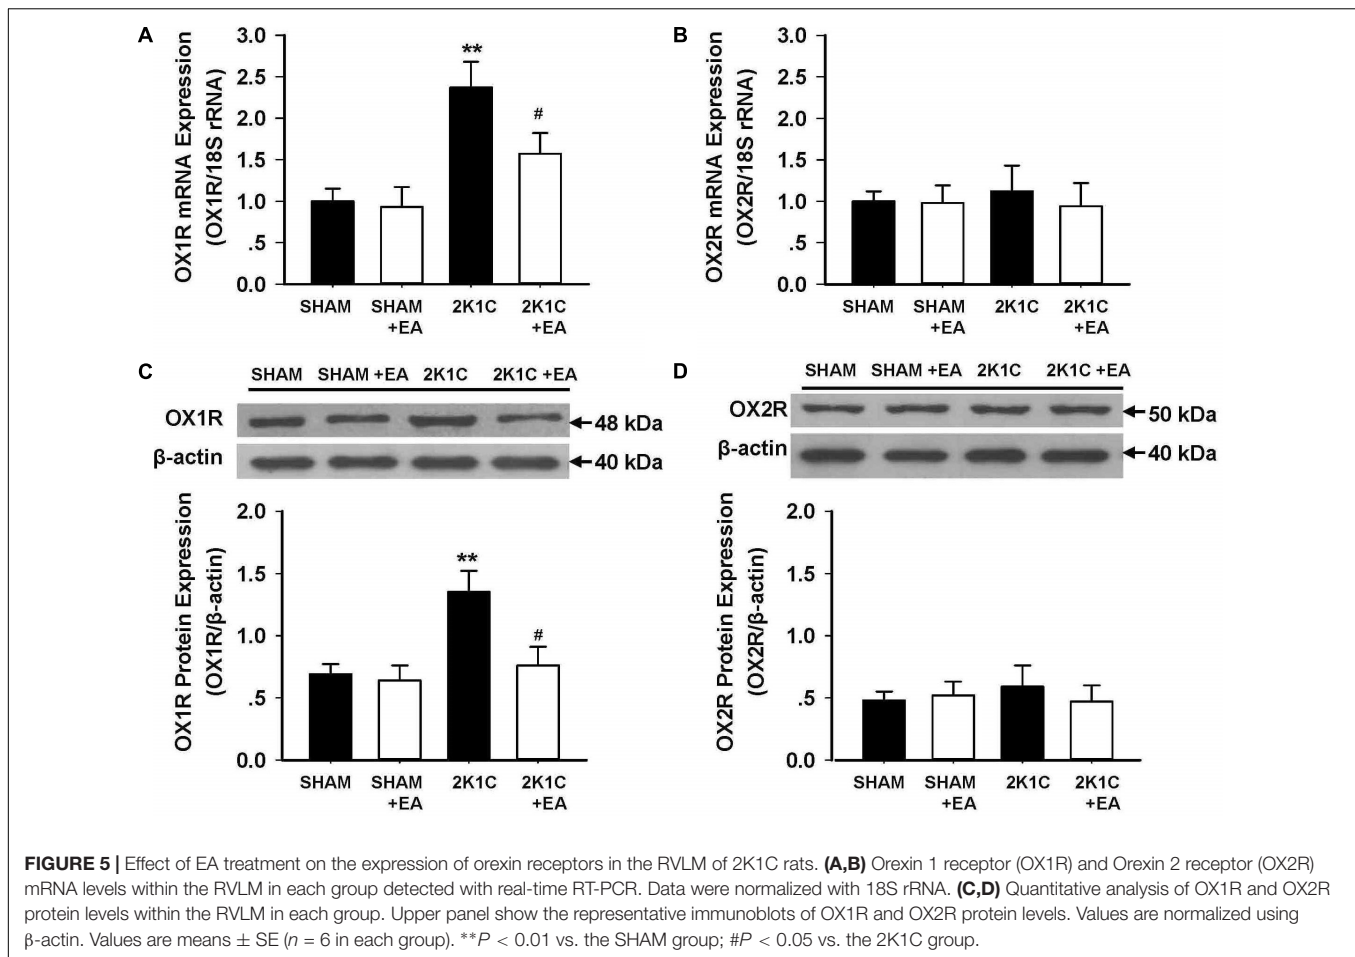 A
OX1R mRNA Expression
(OX1R/18S rRNA)
3.0
2.5
2.0
1.5
1.0
.5
0.0
**
#
SHAM
SHAM
+EA
2K1C
2K1C
+EA
B
OX2R mRNA Expression
(OX2R/18S rRNA)
3.0
2.5
2.0
1.5
1.0
.5
0.0
SHAM
SHAM
+EA
2K1C
2K1C
+EA
C
SHAM SHAM +EA 2K1C 2K1C +EA
OX1R
48 kDa
β-actin
40 kDa
OX1R Protein Expression
(OX1R/β-actin)
2.0
1.5
1.0
.5
0.0
**
#
SHAM
SHAM
+EA
2K1C
2K1C
+EA
D
SHAM SHAM +EA 2K1C 2K1C +EA
OX2R
50 kDa
β-actin
40 kDa
OX2R Protein Expression
(OX2R/β-actin)
2.0
1.5
1.0
.5
0.0
SHAM
SHAM
+EA
2K1C
2K1C
+EA
FIGURE 5 | Effect of EA treatment on the expression of orexin receptors in the RVLM of 2K1C rats. (A,B) Orexin 1 receptor (OX1R) and Orexin 2 receptor (OX2R)
mRNA levels within the RVLM in each group detected with real-time RT-PCR. Data were normalized with 18S rRNA. (C,D) Quantitative analysis of OX1R and OX2R
protein levels within the RVLM in each group. Upper panel show the representative immunoblots of OX1R and OX2R protein levels. Values are normalized using
β-actin. Values are means ± SE (n = 6 in each group). **P < 0.01 vs. the SHAM group; #P < 0.05 vs. the 2K1C group.